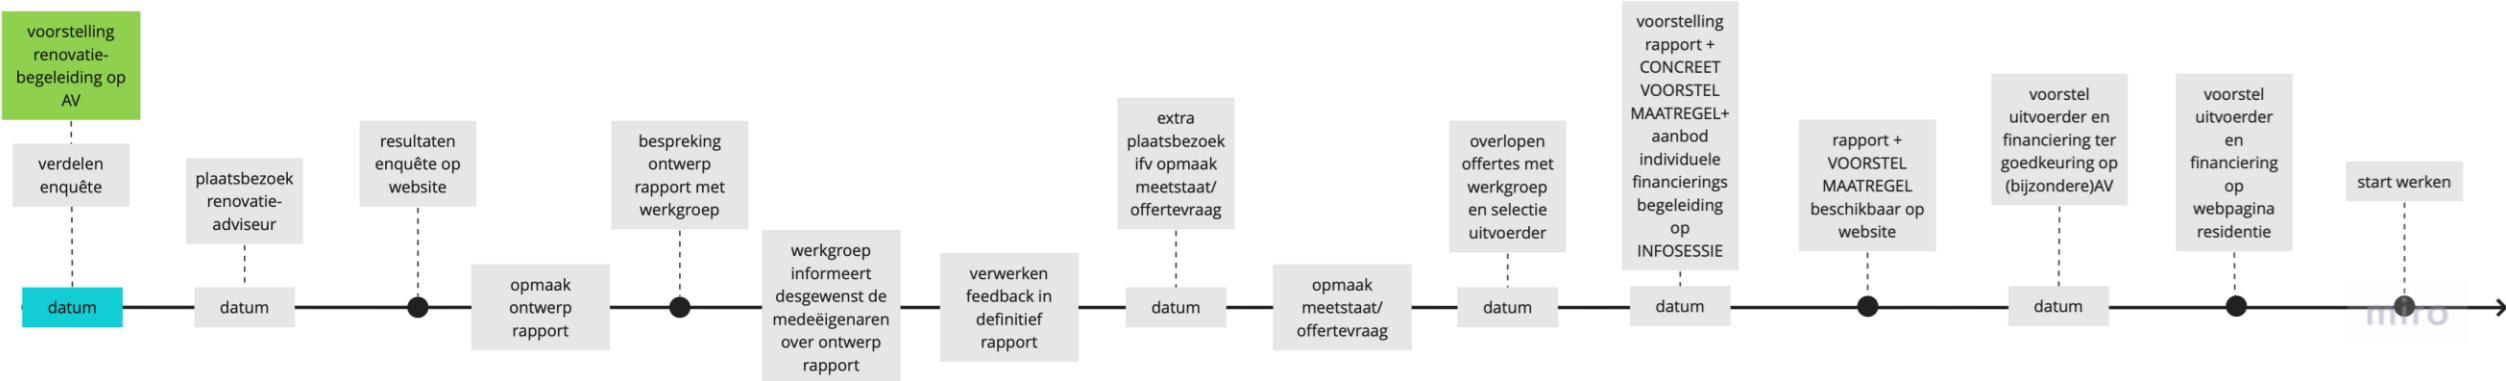 voorstelling
renovatie-
begeleiding op
AV
verdelen
enquête
datum
plaatsbezoek
renovatie-
adviseur
datum
resultaten
enquête op
website
opmaak
ontwerp
rapport
bespreking
ontwerp
rapport met
werkgroep
werkgroep
informeert
desgewenst de
medeëigenaren
over ontwerp
rapport
verwerken
feedback in
definitief
rapport
extra
plaatsbezoek
ifv opmaak
meetstaat/
offertevraag
datum
opmaak
meetstaat/
offertevraag
overlopen
offertes met
werkgroep
en selectie
uitvoerder
datum
voorstelling
rapport +
CONCREET
VOORSTEL
MAATREGEL+
aanbod
individuele
financierings
begeleiding
op
INFOSESSIE
datum
rapport +
VOORSTEL
MAATREGEL
beschikbaar op
website
voorstel
uitvoerder en
financiering ter
goedkeuring op
(bijzondere)AV
datum
voorstel
uitvoerder
en
financiering
op
webpagina
residentie
start werken
miro